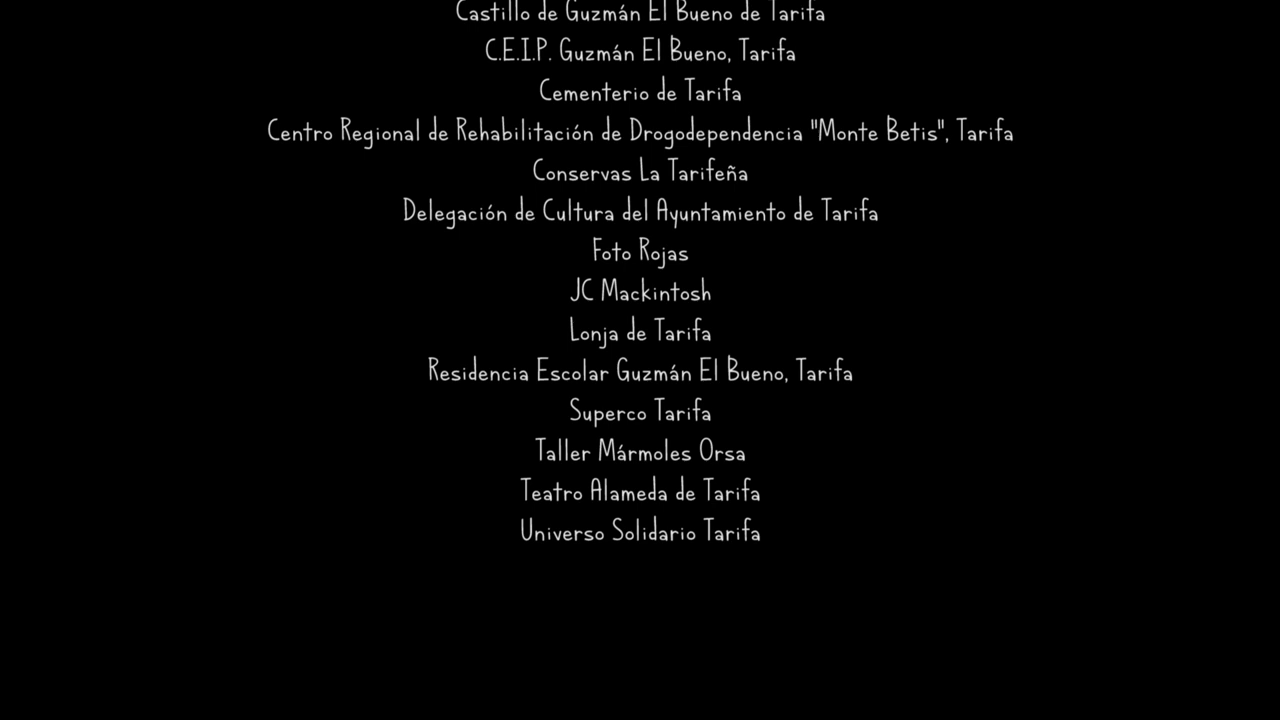 Castillo de Guzmán El Bueno de Tarifa
C.E.I.P. Guzmán El Bueno, Tarifa
Cementerio de Tarifa
Centro Regional de Rehabilitación de Drogodependencia "Monte Betis", Tarifa
Conservas La Tarifeña
Delegación de Cultura del Ayuntamiento de Tarifa
Foto Rojas
JC Mackintosh
Lonja de Tarifa
Residencia Escolar Guzmán El Bueno, Tarifa
Superco Tarifa
Taller Mármoles Orsa
Teatro Alameda de Tarifa
Universo Solidario Tarifa